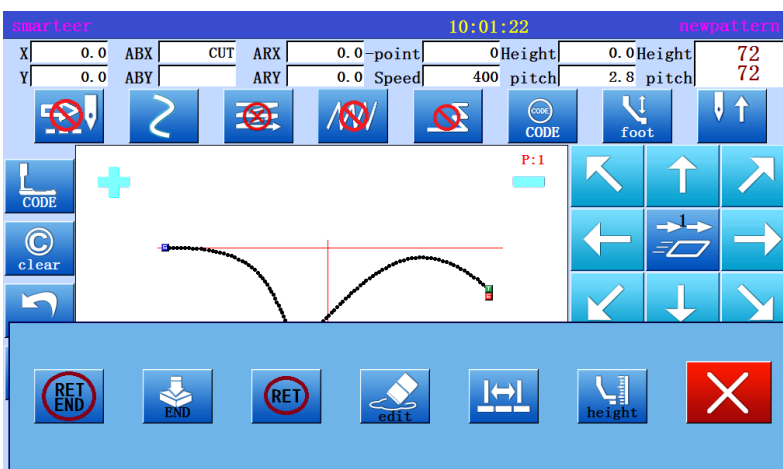 smarteer 10:01:22 newpattern
X 0.0 ABX CUT ARX 0.0 -point 0 Height 0.0 Height 72
Y 0.0 ABY ARY 0.0 Speed 400 pitch 2.8 pitch 72
CODE
CODE
foot
P:1
CODE
1
C
clear
RET
END
END
RET
edit
height